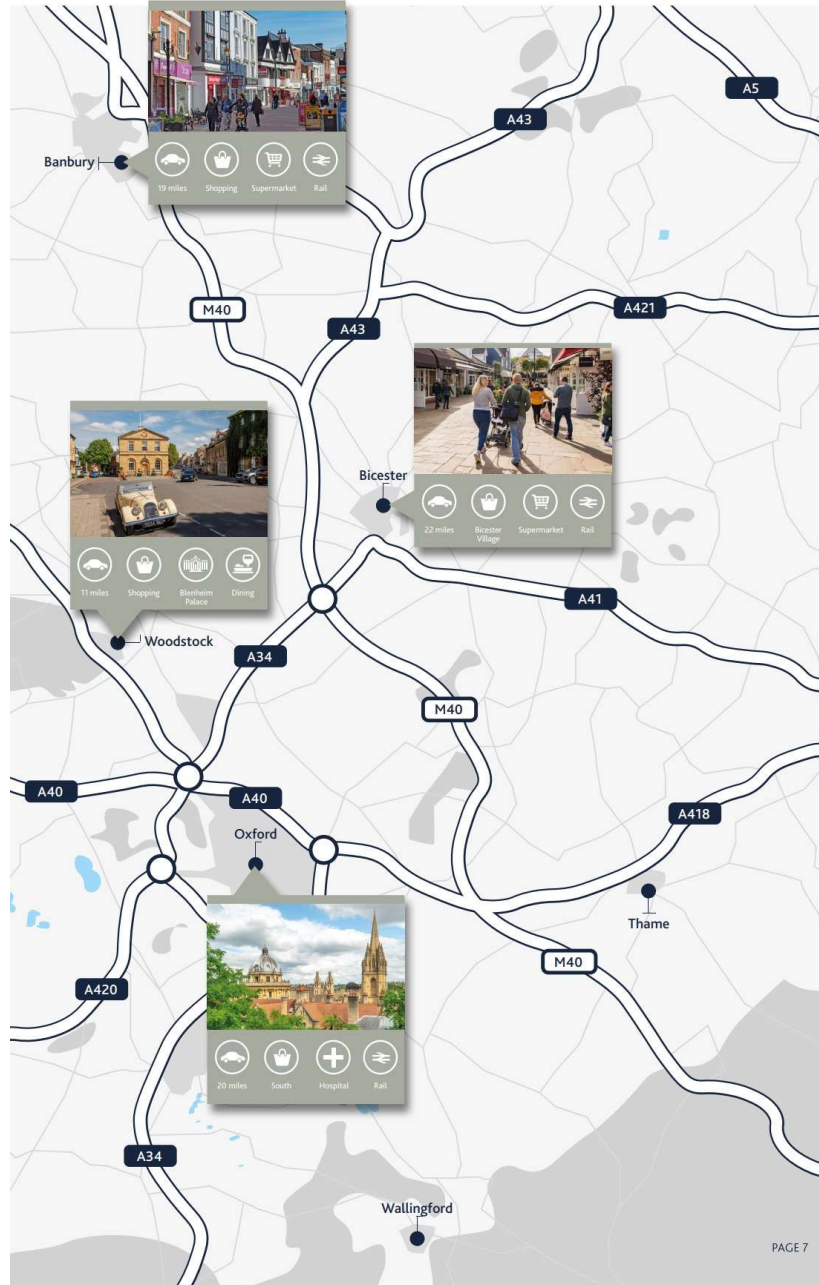 A5
A43
Banbury
19 miles
Shopping
Supermarket
Rail
M40
A43
A421
Bicester
22 miles
Bicester
Village
Supermarket
Rail
11 miles
Shopping
Blenheim
Palace
Dining
Woodstock
A41
A34
M40
A40
A40
A418
Oxford
Thame
M40
A420
20 miles
South
Hospital
Rail
A34
Wallingford
PAGE 7